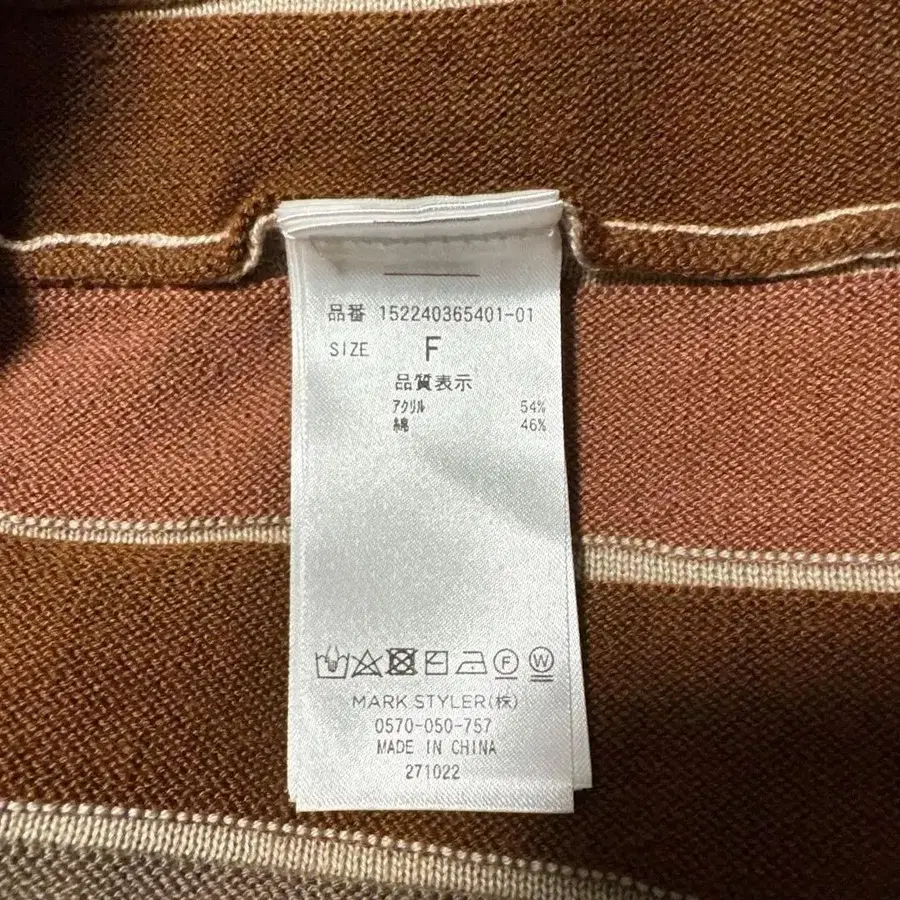 品番 152240365401-01
SIZE F
品質表示
アクリル 54%
綿 46%
F W
MARK STYLER(株)
0570-050-757
MADE IN CHINA
271022